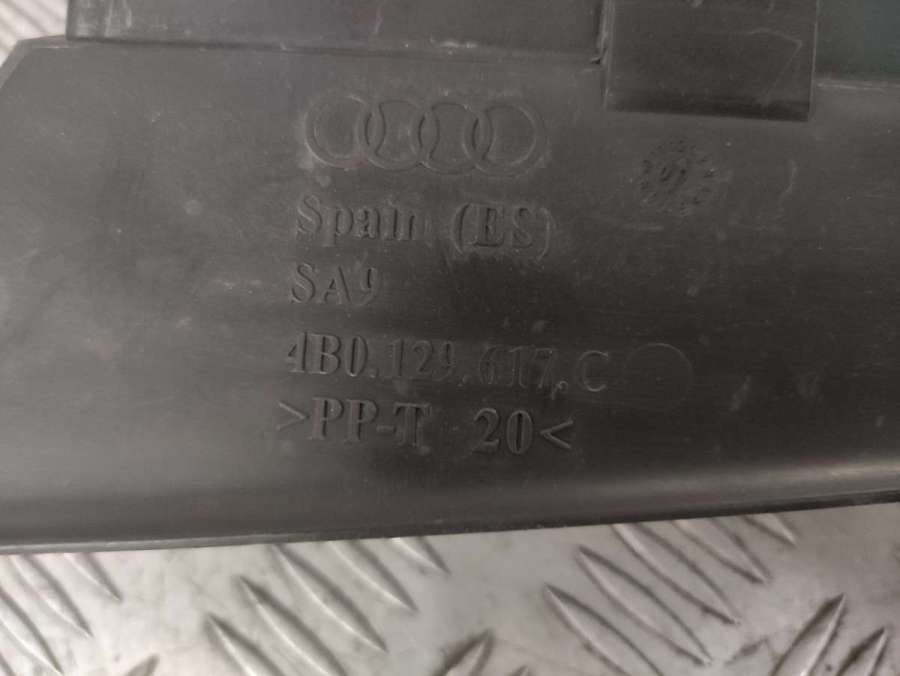 Spain (ES)
SA9
4B0.129.617.C
>PP-T 20<